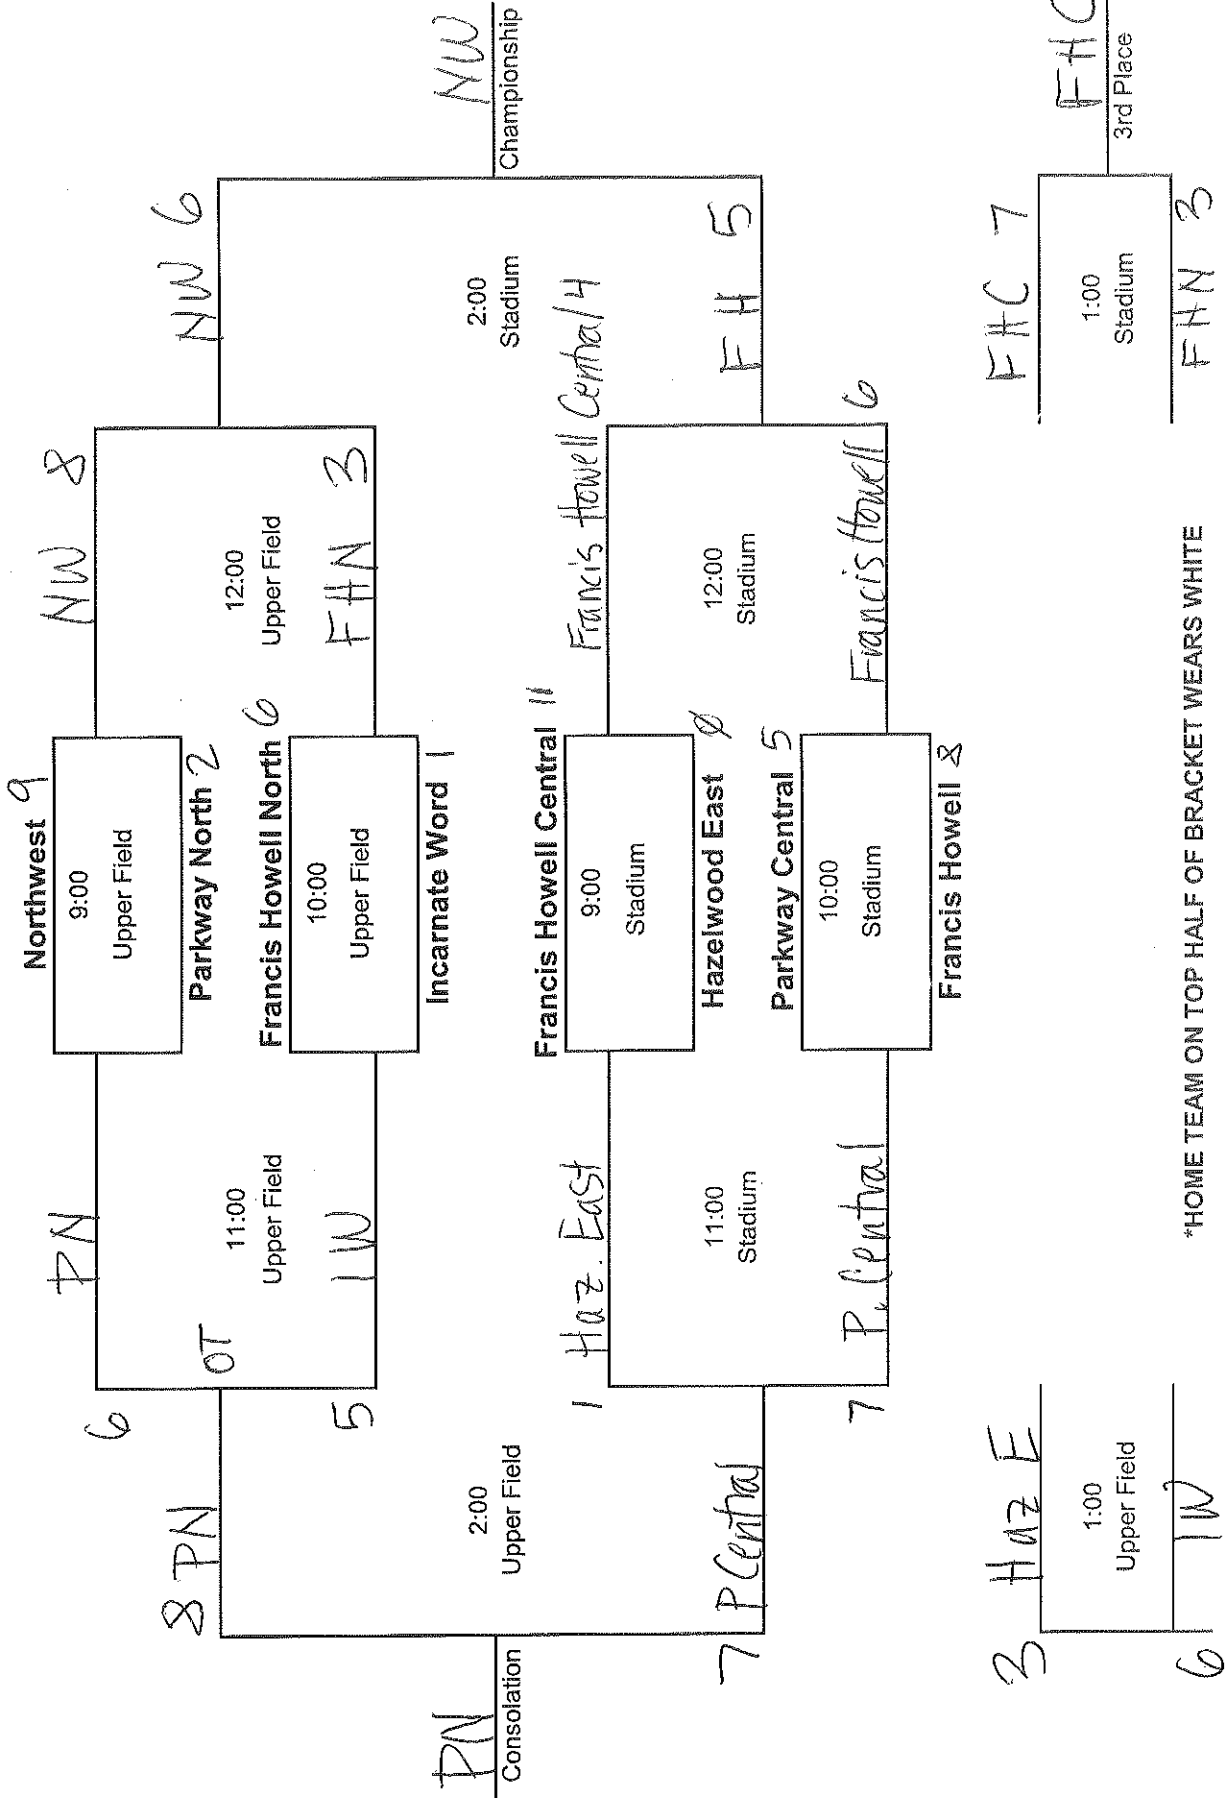 Northwest 9
9:00
Upper Field
Parkway North 2
Francis Howell North 6
10:00
Upper Field
Incarnate Word 1
Francis Howell Central 11
9:00
Stadium
Hazelwood East 0
Parkway Central 5
10:00
Stadium
Francis Howell 8
NW 8
12:00
Upper Field
FHN 3
Francis Howell Central 4
12:00
Stadium
Francis Howell 6
NW 6
2:00
Stadium
FH 5
NW
Championship
FHC 7
1:00
Stadium
FHN 3
FHC
3rd Place
PN
6
OT
11:00
Upper Field
IW
5
Haz. East
1
11:00
Stadium
P. Central
7
8 PN
2:00
Upper Field
7 P Central
PN
Consolation
3 Haz E
1:00
Upper Field
6 IW
*HOME TEAM ON TOP HALF OF BRACKET WEARS WHITE